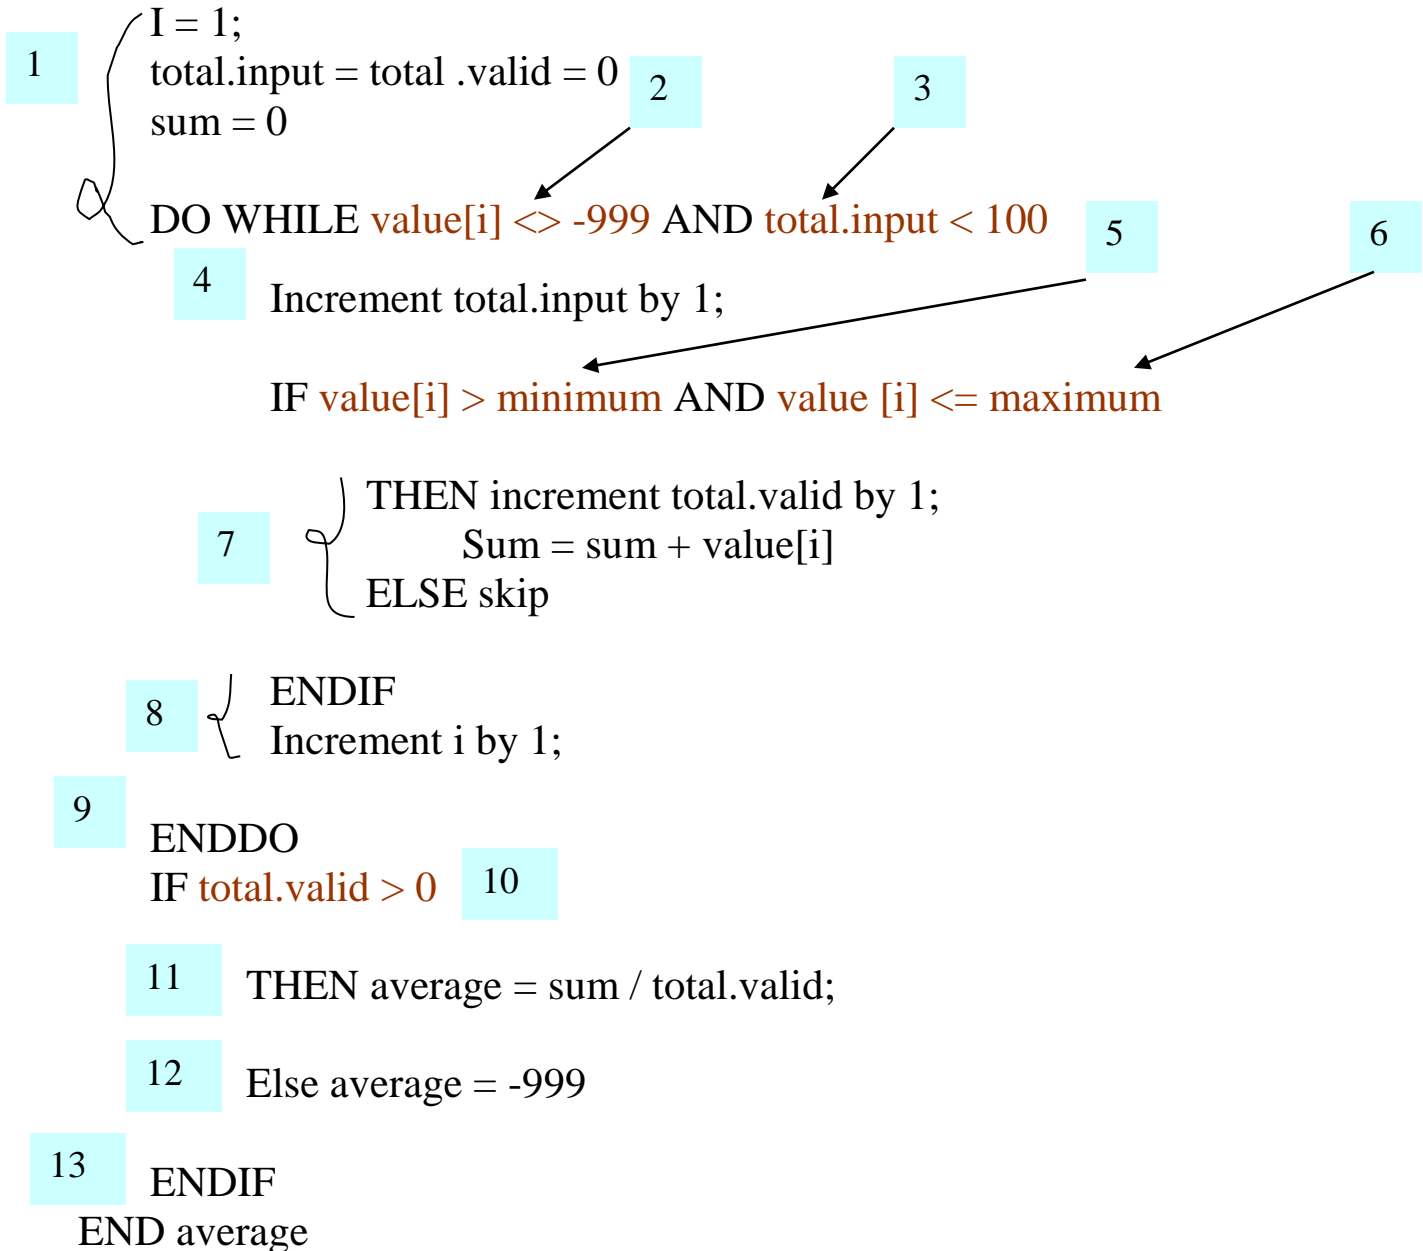 I = 1;
1
total.input = total .valid = 0
2
3
sum = 0
DO WHILE value[i] <> -999 AND total.input < 100
5
6
4
Increment total.input by 1;
IF value[i] > minimum AND value [i] <= maximum
THEN increment total.valid by 1;
7
Sum = sum + value[i]
ELSE skip
ENDIF
8
Increment i by 1;
9
ENDDO
IF total.valid > 0
10
11
THEN average = sum / total.valid;
12
Else average = -999
13
ENDIF
END average